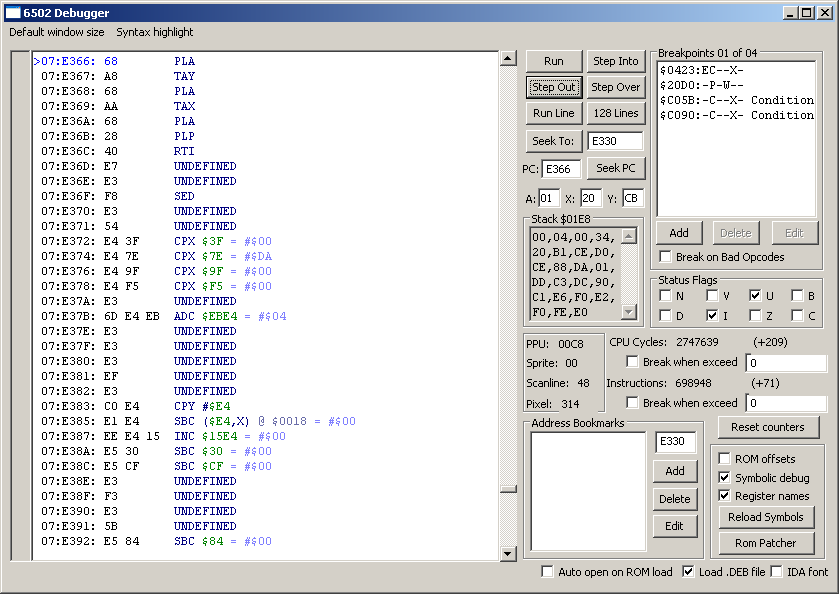 6502 Debugger
Default window size Syntax highlight
>07:E366: 68 PLA
07:E367: A8 TAY
07:E368: 68 PLA
07:E369: AA TAX
07:E36A: 68 PLA
07:E36B: 28 PLP
07:E36C: 40 RTI
07:E36D: E7 UNDEFINED
07:E36E: E3 UNDEFINED
07:E36F: F8 SED
07:E370: E3 UNDEFINED
07:E371: 54 UNDEFINED
07:E372: E4 3F CPX $3F = #$00
07:E374: E4 7E CPX $7E = #$DA
07:E376: E4 9F CPX $9F = #$00
07:E378: E4 F5 CPX $F5 = #$00
07:E37A: E3 UNDEFINED
07:E37B: 6D E4 EB ADC $EBE4 = #$04
07:E37E: E3 UNDEFINED
07:E37F: E3 UNDEFINED
07:E380: E3 UNDEFINED
07:E381: EF UNDEFINED
07:E382: E3 UNDEFINED
07:E383: C0 E4 CPY #$E4
07:E385: E1 E4 SBC ($E4,X) @ $0018 = #$00
07:E387: EE E4 15 INC $15E4 = #$00
07:E38A: E5 30 SBC $30 = #$00
07:E38C: E5 CF SBC $CF = #$00
07:E38E: E3 UNDEFINED
07:E38F: F3 UNDEFINED
07:E390: E3 UNDEFINED
07:E391: 5B UNDEFINED
07:E392: E5 84 SBC $84 = #$00
Run Step Into
Step Out Step Over
Run Line 128 Lines
Seek To: E330
PC: E366 Seek PC
A: 01 X: 20 Y: CB
Stack $01E8
00,04,00,34,
20,B1,CE,D0,
CE,88,DA,01,
DD,C3,DC,90,
C1,E6,F0,E2,
F0,FE,E0
Breakpoints 01 of 04
$0423:EC--X-
$20D0:-P-W--
$C05B:-C--X- Condition
$C090:-C--X- Condition
Add Delete Edit
Break on Bad Opcodes
Status Flags
N V U B
D I Z C
PPU: 00C8
Sprite: 00
Scanline: 48
Pixel: 314
CPU Cycles: 2747639 (+209)
Break when exceed 0
Instructions: 698948 (+71)
Break when exceed 0
Address Bookmarks
E330
Add
Delete
Edit
Reset counters
ROM offsets
Symbolic debug
Register names
Reload Symbols
Rom Patcher
Auto open on ROM load Load .DEB file IDA font